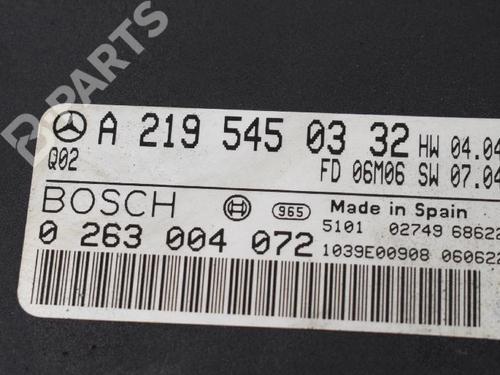 B-PARTS
A 219 545 03 32 HW 04.04
Q02 FD 06M06 SW 07.04
BOSCH 965 Made in Spain
0 263 004 072 5101 02749 68622
1039E00908 060622